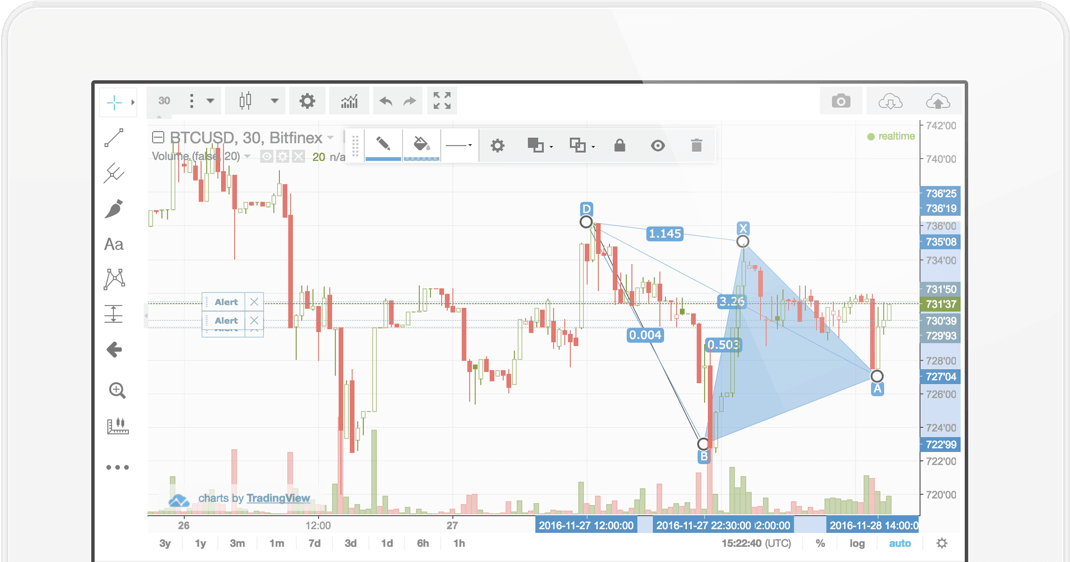 30
BTCUSD, 30, Bitfinex
Volume (false, 20)
20 n/a
realtime
Aa
Alert
Alert
Alert
D
1.145
X
3.26
0.004
0.503
A
B
742'00
740'00
736'25
736'19
736'00
735'08
734'00
731'50
731'37
730'39
729'93
728'00
727'04
726'00
724'00
722'99
722'00
720'00
charts by TradingView
26
12:00
27
2016-11-27 12:00:00
2016-11-27 22:30:00
2:00:00
2016-11-28 14:00:0
3y 1y 3m 1m 7d 3d 1d 6h 1h
15:22:40 (UTC)
% log auto